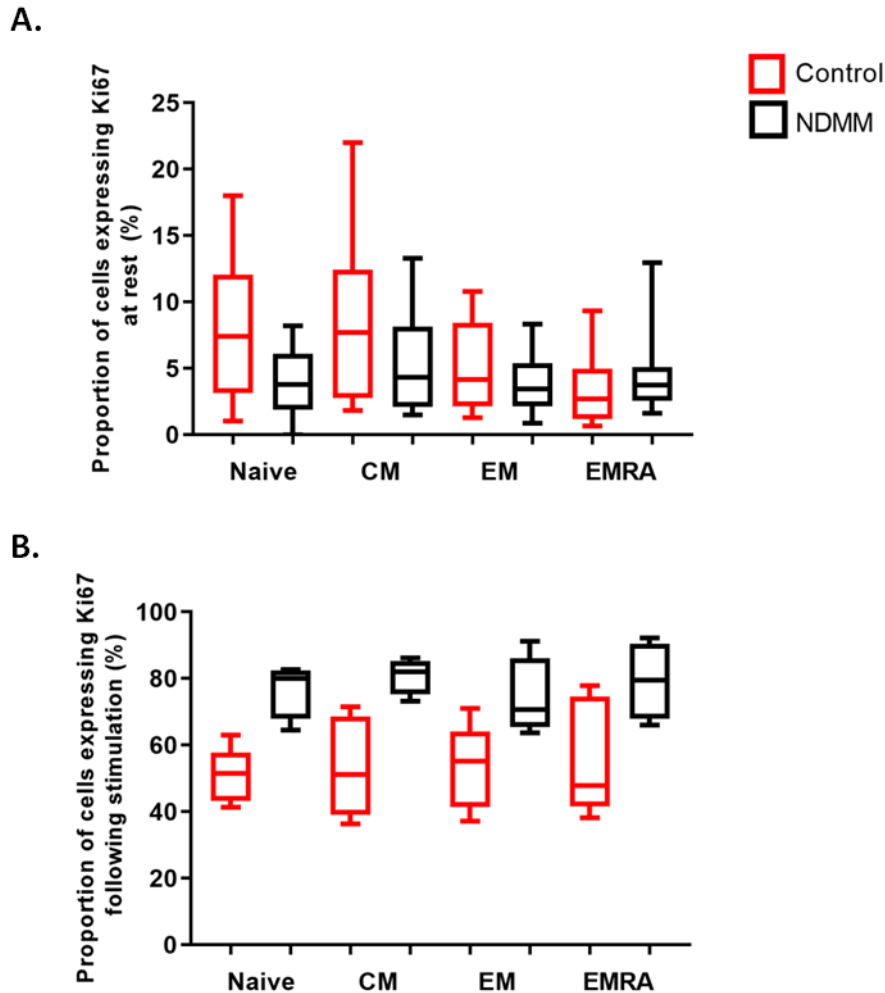 A.
Control
NDMM
Proportion of cells expressing Ki67
at rest (%)
25
20
15
10
5
0
Naive CM EM EMRA
B.
Proportion of cells expressing Ki67
following stimulation (%)
100
80
60
40
20
0
Naive CM EM EMRA